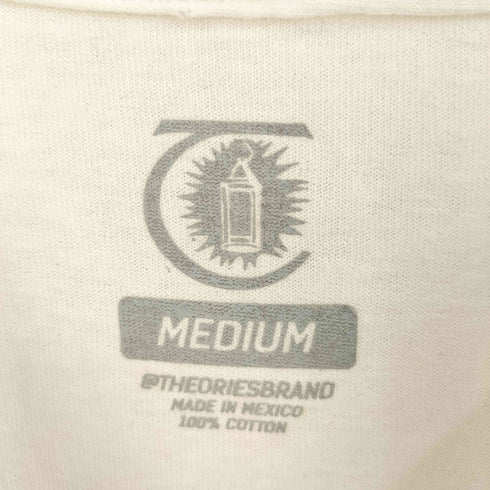 MEDIUM
@THEORIESBRAND
MADE IN MEXICO
100% COTTON